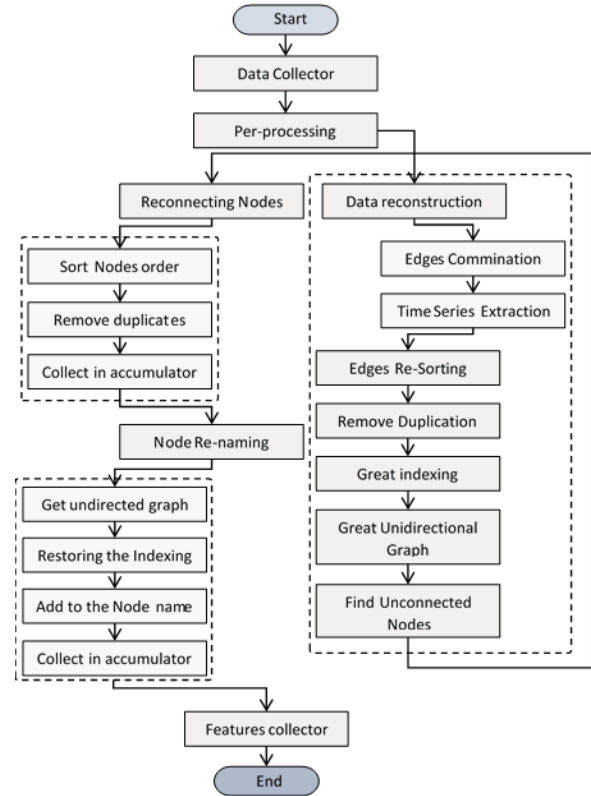 Start
Data Collector
Per-processing
Reconnecting Nodes
Sort Nodes order
Remove duplicates
Collect in accumulator
Node Re-naming
Get undirected graph
Restoring the Indexing
Add to the Node name
Collect in accumulator
Data reconstruction
Edges Commination
Time Series Extraction
Edges Re-Sorting
Remove Duplication
Great indexing
Great Unidirectional
Graph
Find Unconnected
Nodes
Features collector
End